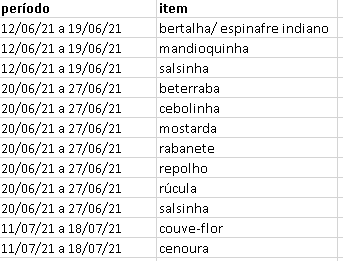 período item
12/06/21 a 19/06/21 bertalha/ espinafre indiano
12/06/21 a 19/06/21 mandioquinha
12/06/21 a 19/06/21 salsinha
20/06/21 a 27/06/21 beterraba
20/06/21 a 27/06/21 cebolinha
20/06/21 a 27/06/21 mostarda
20/06/21 a 27/06/21 rabanete
20/06/21 a 27/06/21 repolho
20/06/21 a 27/06/21 rúcula
20/06/21 a 27/06/21 salsinha
11/07/21 a 18/07/21 couve-flor
11/07/21 a 18/07/21 cenoura